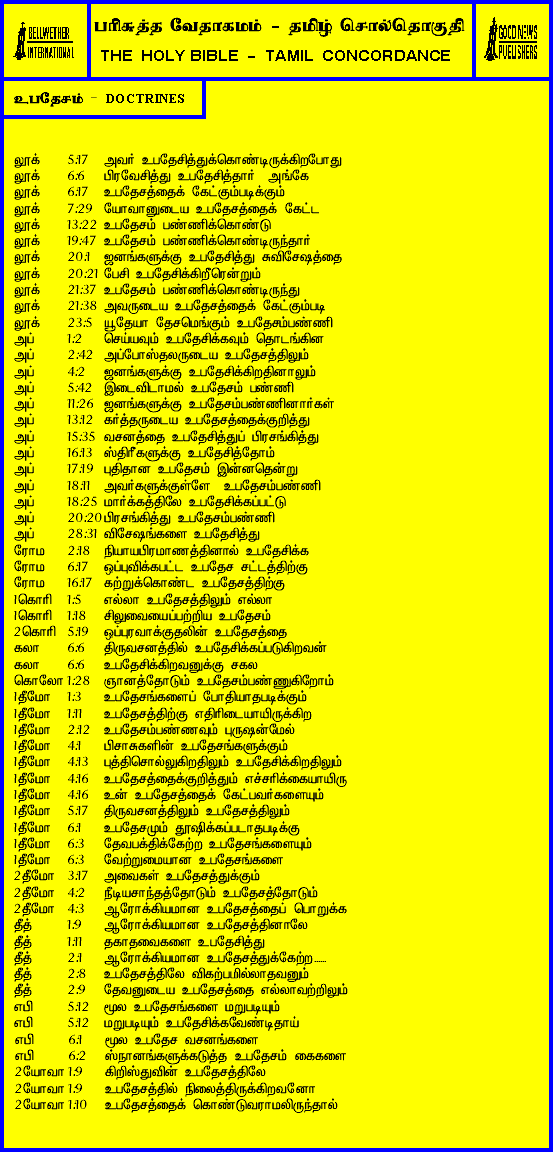 BELLWETHER
INTERNATIONAL
பரிசுத்த வேதாகமம் - தமிழ் சொல்தொகுதி
THE HOLY BIBLE - TAMIL CONCORDANCE
GOOD NEWS
PUBLISHERS
உபதேசம் - DOCTRINES
லூக் 5:17 அவர் உபதேசித்துக்கொண்டிருக்கிறபோது
லூக் 6:6 பிரவேசித்து உபதேசித்தார் அங்கே
லூக் 6:17 உபதேசத்தைக் கேட்கும்படிக்கும்
லூக் 7:29 யோவானுடைய உபதேசத்தைக் கேட்ட
லூக் 13:22 உபதேசம் பண்ணிக்கொண்டு
லூக் 19:47 உபதேசம் பண்ணிக்கொண்டிருந்தார்
லூக் 20:1 ஜனங்களுக்கு உபதேசித்து சுவிசேஷத்தை
லூக் 20:21 பேசி உபதேசிக்கிறீரென்றும்
லூக் 21:37 உபதேசம் பண்ணிக்கொண்டிருந்து
லூக் 21:38 அவருடைய உபதேசத்தைக் கேட்கும்படி
லூக் 23:5 யூதேயா தேசமெங்கும் உபதேசம்பண்ணி
அப் 1:2 செய்யவும் உபதேசிக்கவும் தொடங்கின
அப் 2:42 அப்போஸ்தலருடைய உபதேசத்திலும்
அப் 4:2 ஜனங்களுக்கு உபதேசிக்கிறதினாலும்
அப் 5:42 இடைவிடாமல் உபதேசம் பண்ணி
அப் 11:26 ஜனங்களுக்கு உபதேசம்பண்ணினார்கள்
அப் 13:12 கர்த்தருடைய உபதேசத்தைக்குறித்து
அப் 15:35 வசனத்தை உபதேசித்துப் பிரசங்கித்து
அப் 16:13 ஸ்திரீகளுக்கு உபதேசித்தோம்
அப் 17:19 புதிதான உபதேசம் இன்னதென்று
அப் 18:11 அவர்களுக்குள்ளே உபதேசம்பண்ணி
அப் 18:25 மார்க்கத்திலே உபதேசிக்கப்பட்டு
அப் 20:20 பிரசங்கித்து உபதேசம்பண்ணி
அப் 28:31 விசேஷங்களை உபதேசித்து
ரோம 2:18 நியாயபிரமாணத்தினால் உபதேசிக்க
ரோம 6:17 ஒப்புவிக்கபட்ட உபதேச சட்டத்திற்கு
ரோம 16:17 கற்றுக்கொண்ட உபதேசத்திற்கு
1கொரி 1:5 எல்லா உபதேசத்திலும் எல்லா
1கொரி 1:18 சிலுவையைப்பற்றிய உபதேசம்
2கொரி 5:19 ஒப்புரவாக்குதலின் உபதேசத்தை
கலா 6:6 திருவசனத்தில் உபதேசிக்கப்படுகிறவன்
கலா 6:6 உபதேசிக்கிறவனுக்கு சகல
கொலோ 1:28 ஞானத்தோடும் உபதேசம்பண்ணுகிறோம்
1தீமோ 1:3 உபதேசங்களைப் போதியாதபடிக்கும்
1தீமோ 1:11 உபதேசத்திற்கு எதிரிடையாயிருக்கிற
1தீமோ 2:12 உபதேசம்பண்ணவும் புருஷன்மேல்
1தீமோ 4:1 பிசாசுகளின் உபதேசங்களுக்கும்
1தீமோ 4:13 புத்திசொல்லுகிறதிலும் உபதேசிக்கிறதிலும்
1தீமோ 4:16 உபதேசத்தைக்குறித்தும் எச்சரிக்கையாயிரு
1தீமோ 4:16 உன் உபதேசத்தைக் கேட்பவர்களையும்
1தீமோ 5:17 திருவசனத்திலும் உபதேசத்திலும்
1தீமோ 6:1 உபதேசமும் தூஷிக்கப்படாதபடிக்கு
1தீமோ 6:3 தேவபக்திக்கேற்ற உபதேசங்களையும்
1தீமோ 6:3 வேற்றுமையான உபதேசங்களை
2தீமோ 3:17 அவைகள் உபதேசத்துக்கும்
2தீமோ 4:2 நீடியசாந்தத்தோடும் உபதேசத்தோடும்
2தீமோ 4:3 ஆரோக்கியமான உபதேசத்தைப் பொறுக்க
தீத் 1:9 ஆரோக்கியமான உபதேசத்தினாலே
தீத் 1:11 தகாதவைகளை உபதேசித்து
தீத் 2:1 ஆரோக்கியமான உபதேசத்துக்கேற்ற......
தீத் 2:8 உபதேசத்திலே விகற்பமில்லாதவனும்
தீத் 2:9 தேவனுடைய உபதேசத்தை எல்லாவற்றிலும்
எபி 5:12 மூல உபதேசங்களை மறுபடியும்
எபி 5:12 மறுபடியும் உபதேசிக்கவேண்டிதாய்
எபி 6:1 மூல உபதேச வசனங்களை
எபி 6:2 ஸ்நானங்களுக்கடுத்த உபதேசம் கைகளை
2யோவா 1:9 கிறிஸ்துவின் உபதேசத்திலே
2யோவா 1:9 உபதேசத்தில் நிலைத்திருக்கிறவனோ
2யோவா 1:10 உபதேசத்தைக் கொண்டுவராமலிருந்தால்